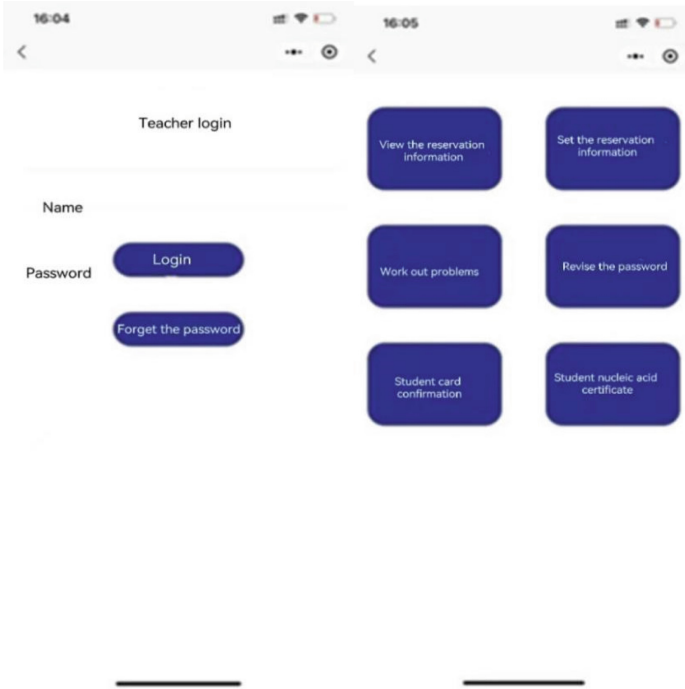 16:04
Teacher login
Name
Login
Password
Forget the password
16:05
View the reservation
information
Set the reservation
information
Work out problems
Revise the password
Student card
confirmation
Student nucleic acid
certificate